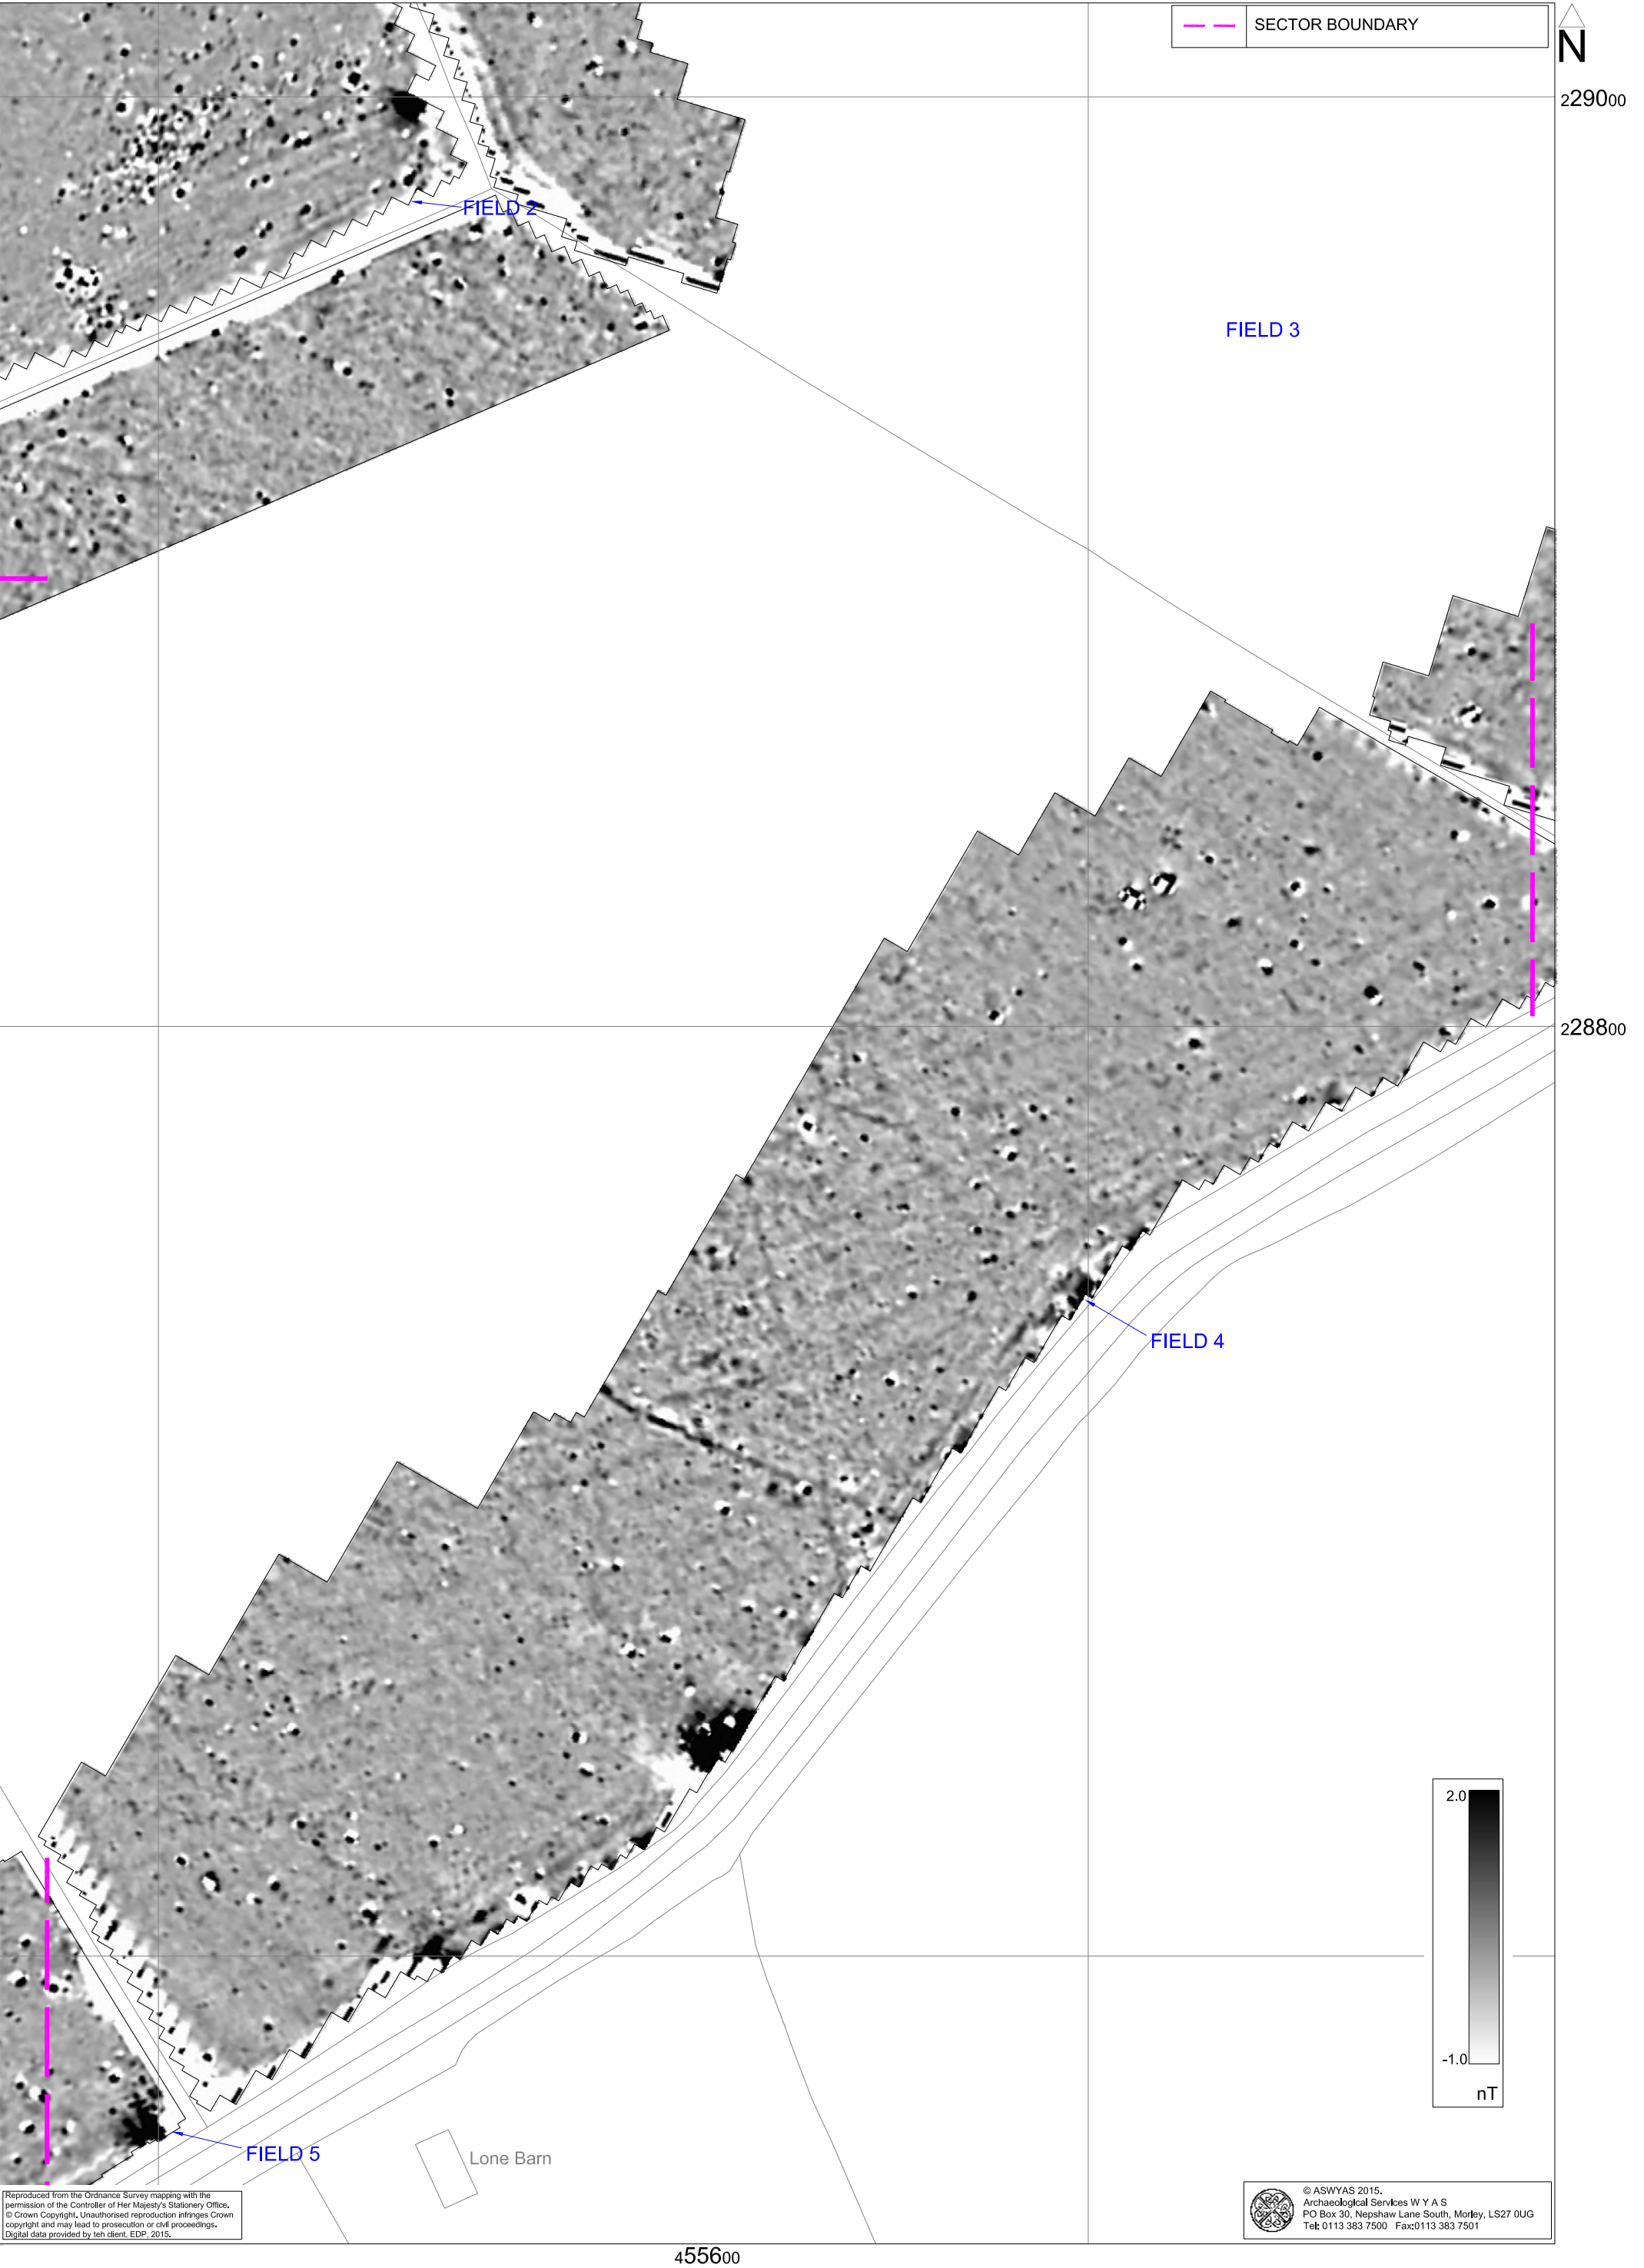 SECTOR BOUNDARY
N
229000
FIELD 2
FIELD 3
228800
FIELD 4
2.0
-1.0
nT
FIELD 5
Lone Barn
Reproduced from the Ordnance Survey mapping with the
permission of the Controller of Her Majesty's Stationery Office.
© Crown Copyright. Unauthorised reproduction infringes Crown
copyright and may lead to prosecution or civil proceedings.
Digital data provided by teh client, EDP, 2015.
© ASWYAS 2015.
Archaeological Services W Y A S
PO Box 30, Nepshaw Lane South, Morley, LS27 0UG
Tel: 0113 383 7500 Fax:0113 383 7501
455600